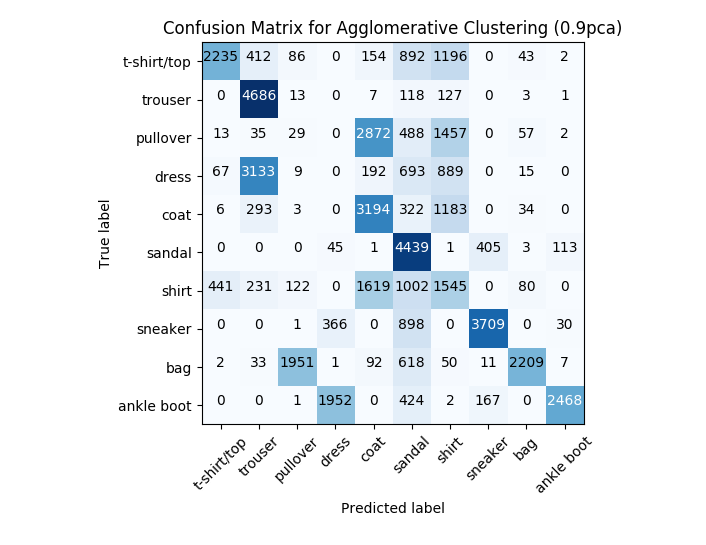 Confusion Matrix for Agglomerative Clustering (0.9pca)
t-shirt/top 2235 412 86 0 154 892 1196 0 43 2
trouser 0 4686 13 0 7 118 127 0 3 1
pullover 13 35 29 0 2872 488 1457 0 57 2
dress 67 3133 9 0 192 693 889 0 15 0
coat 6 293 3 0 3194 322 1183 0 34 0
sandal 0 0 0 45 1 4439 1 405 3 113
shirt 441 231 122 0 1619 1002 1545 0 80 0
sneaker 0 0 1 366 0 898 0 3709 0 30
bag 2 33 1951 1 92 618 50 11 2209 7
ankle boot 0 0 1 1952 0 424 2 167 0 2468
t-shirt/top trouser pullover dress coat sandal shirt sneaker bag ankle boot
Predicted label
True label